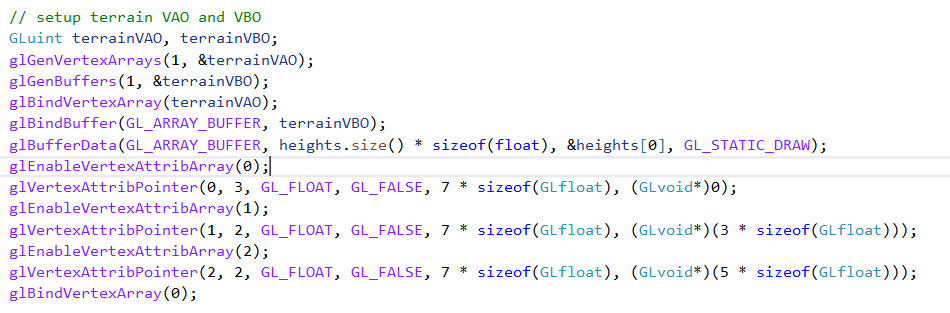 // setup terrain VAO and VBO
GLuint terrainVAO, terrainVBO;
glGenVertexArrays(1, &terrainVAO);
glGenBuffers(1, &terrainVBO);
glBindVertexArray(terrainVAO);
glBindBuffer(GL_ARRAY_BUFFER, terrainVBO);
glBufferData(GL_ARRAY_BUFFER, heights.size() * sizeof(float), &heights[0], GL_STATIC_DRAW);
glEnableVertexAttribArray(0);
glVertexAttribPointer(0, 3, GL_FLOAT, GL_FALSE, 7 * sizeof(GLfloat), (GLvoid*)0);
glEnableVertexAttribArray(1);
glVertexAttribPointer(1, 2, GL_FLOAT, GL_FALSE, 7 * sizeof(GLfloat), (GLvoid*)(3 * sizeof(GLfloat)));
glEnableVertexAttribArray(2);
glVertexAttribPointer(2, 2, GL_FLOAT, GL_FALSE, 7 * sizeof(GLfloat), (GLvoid*)(5 * sizeof(GLfloat)));
glBindVertexArray(0);